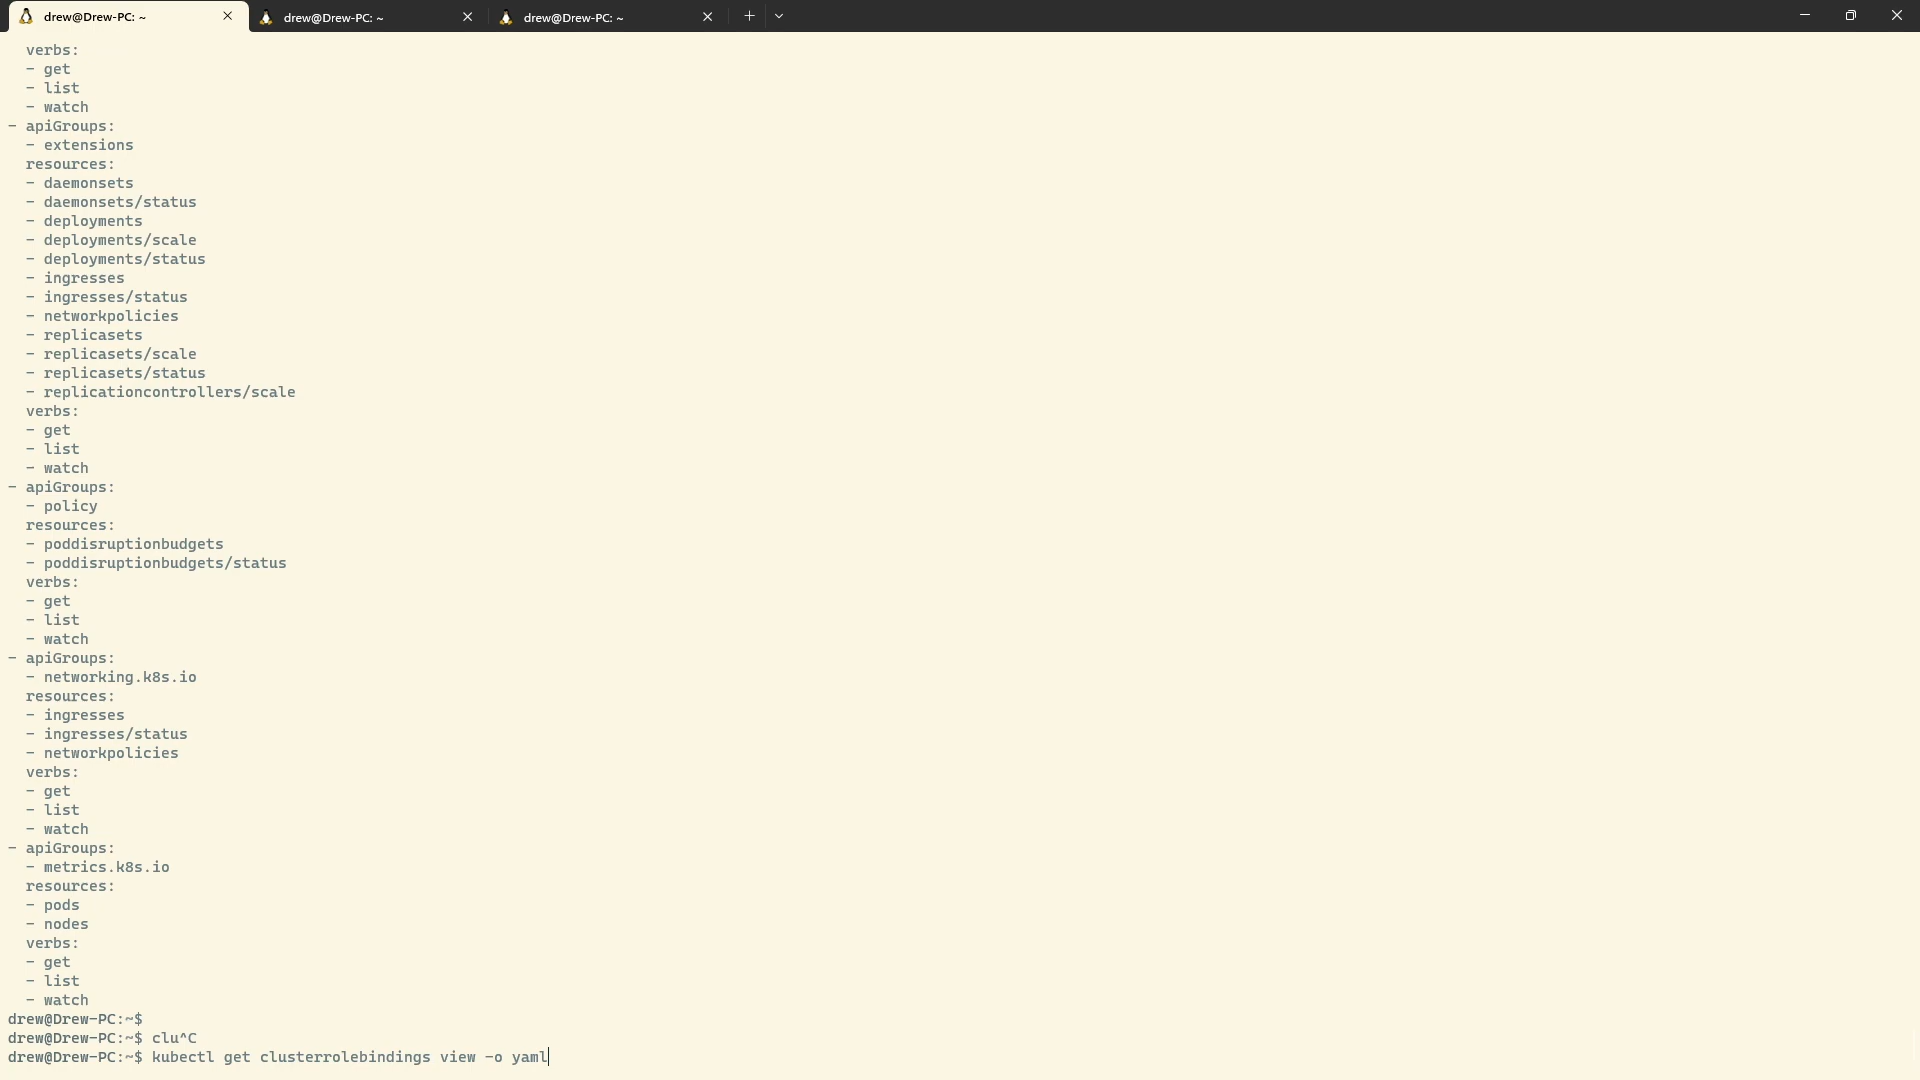 drew@Drew-PC: ~
drew@Drew-PC: ~
drew@Drew-PC: ~
  verbs:
  - get
  - list
  - watch
- apiGroups:
  - extensions
  resources:
  - daemonsets
  - daemonsets/status
  - deployments
  - deployments/scale
  - deployments/status
  - ingresses
  - ingresses/status
  - networkpolicies
  - replicasets
  - replicasets/scale
  - replicasets/status
  - replicationcontrollers/scale
  verbs:
  - get
  - list
  - watch
- apiGroups:
  - policy
  resources:
  - poddisruptionbudgets
  - poddisruptionbudgets/status
  verbs:
  - get
  - list
  - watch
- apiGroups:
  - networking.k8s.io
  resources:
  - ingresses
  - ingresses/status
  - networkpolicies
  verbs:
  - get
  - list
  - watch
- apiGroups:
  - metrics.k8s.io
  resources:
  - pods
  - nodes
  verbs:
  - get
  - list
  - watch
drew@Drew-PC:~$
drew@Drew-PC:~$ clu^C
drew@Drew-PC:~$ kubectl get clusterrolebindings view -o yaml